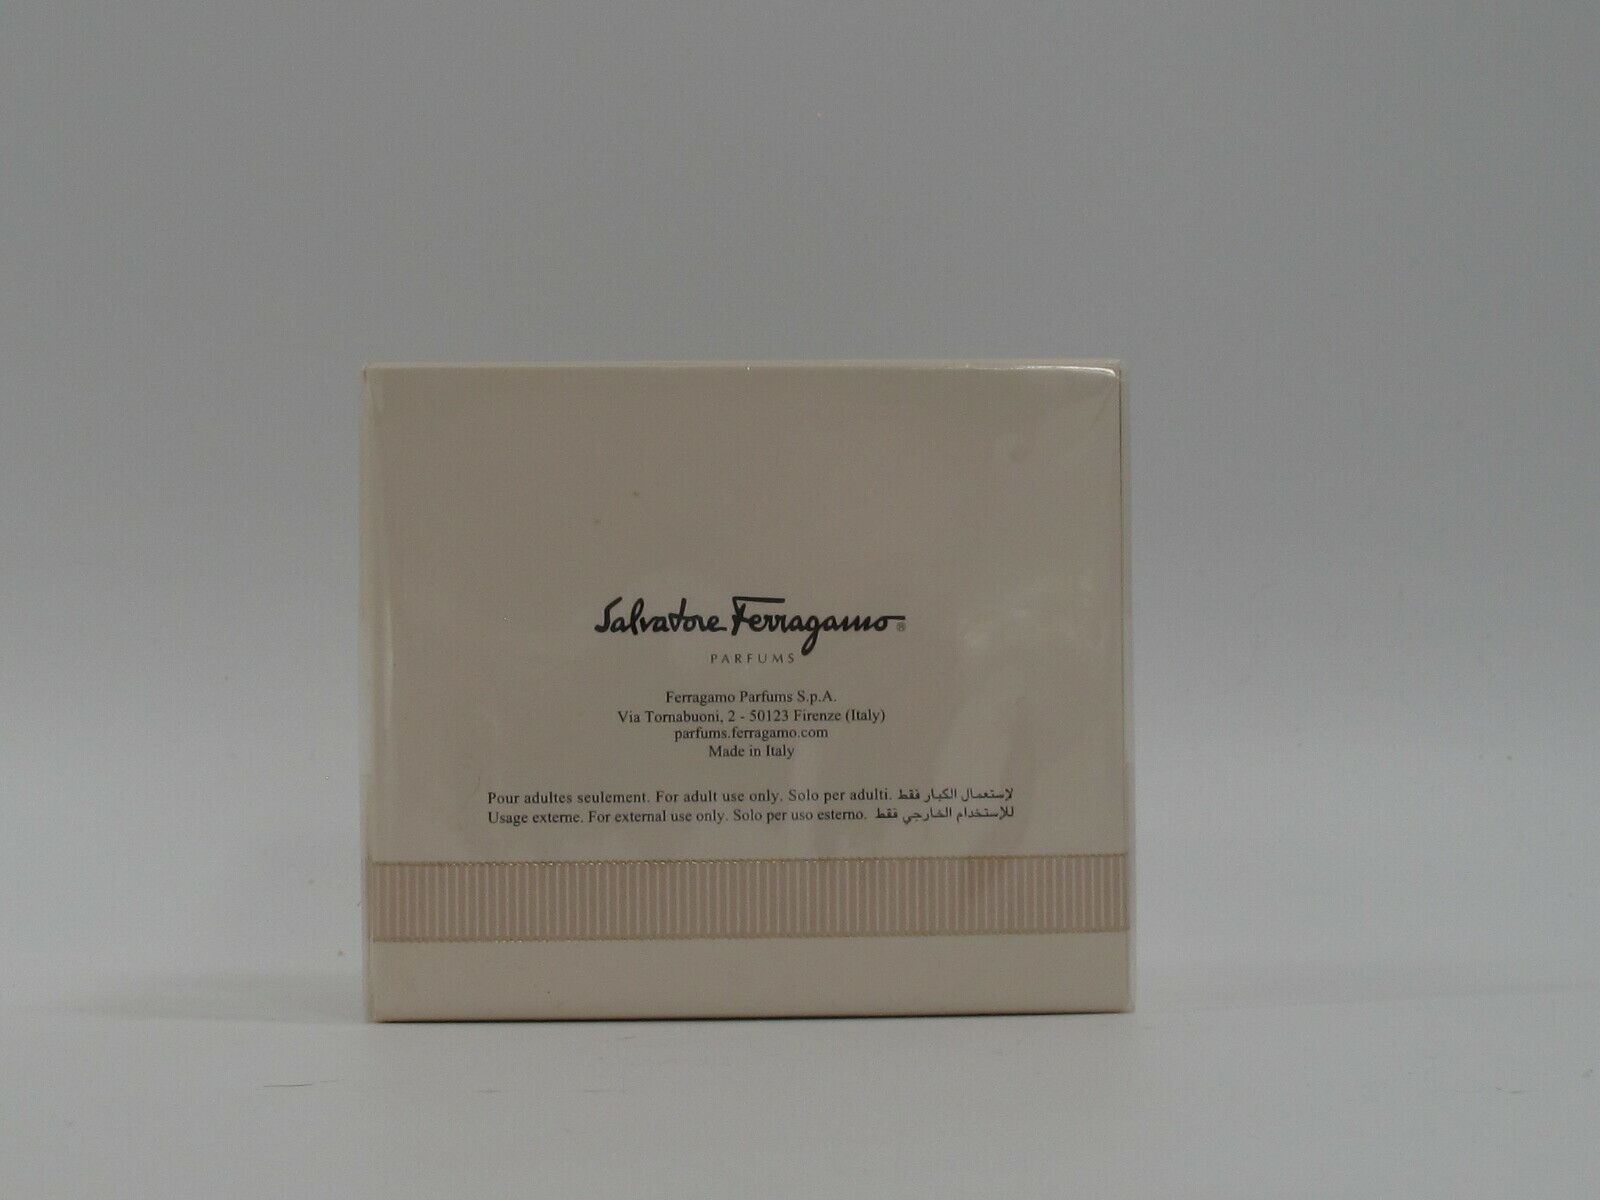 Salvatore Ferragamo®
PARFUMS
Ferragamo Parfums S.p.A.
Via Tornabuoni, 2 - 50123 Firenze (Italy)
parfums.ferragamo.com
Made in Italy
Pour adultes seulement. For adult use only. Solo per adulti. لإستعمال الكبار فقط
Usage externe. For external use only. Solo per uso esterno. للإستخدام الخارجي فقط